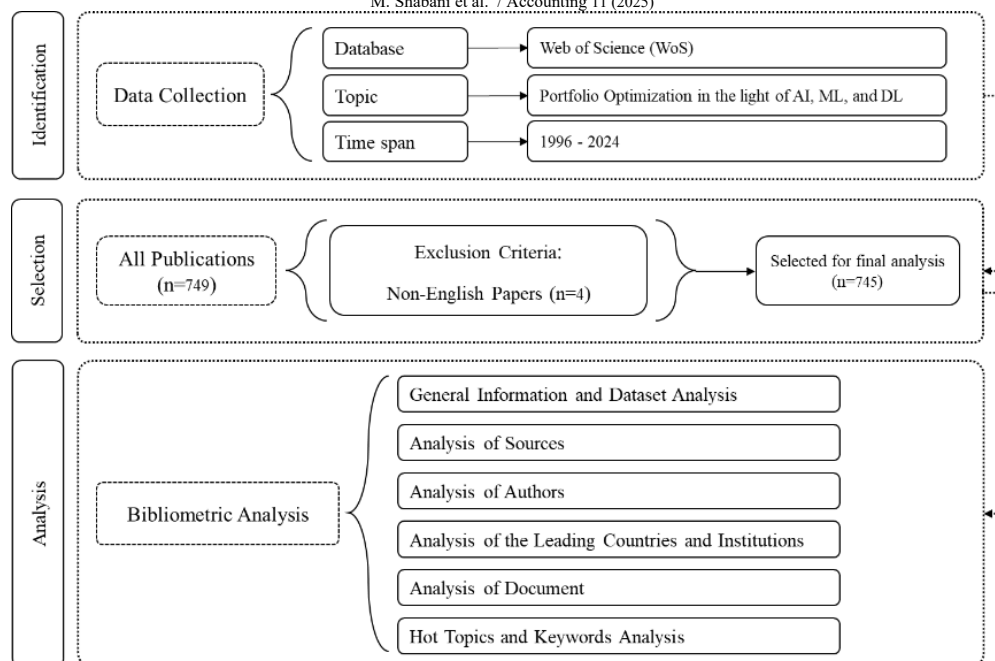 M. Shabani et al. / Accounting 11 (2025)
Identification
Data Collection
Database
Web of Science (WoS)
Topic
Portfolio Optimization in the light of AI, ML, and DL
Time span
1996 - 2024
Selection
All Publications
(n=749)
Exclusion Criteria:
Non-English Papers (n=4)
Selected for final analysis
(n=745)
Analysis
Bibliometric Analysis
General Information and Dataset Analysis
Analysis of Sources
Analysis of Authors
Analysis of the Leading Countries and Institutions
Analysis of Document
Hot Topics and Keywords Analysis